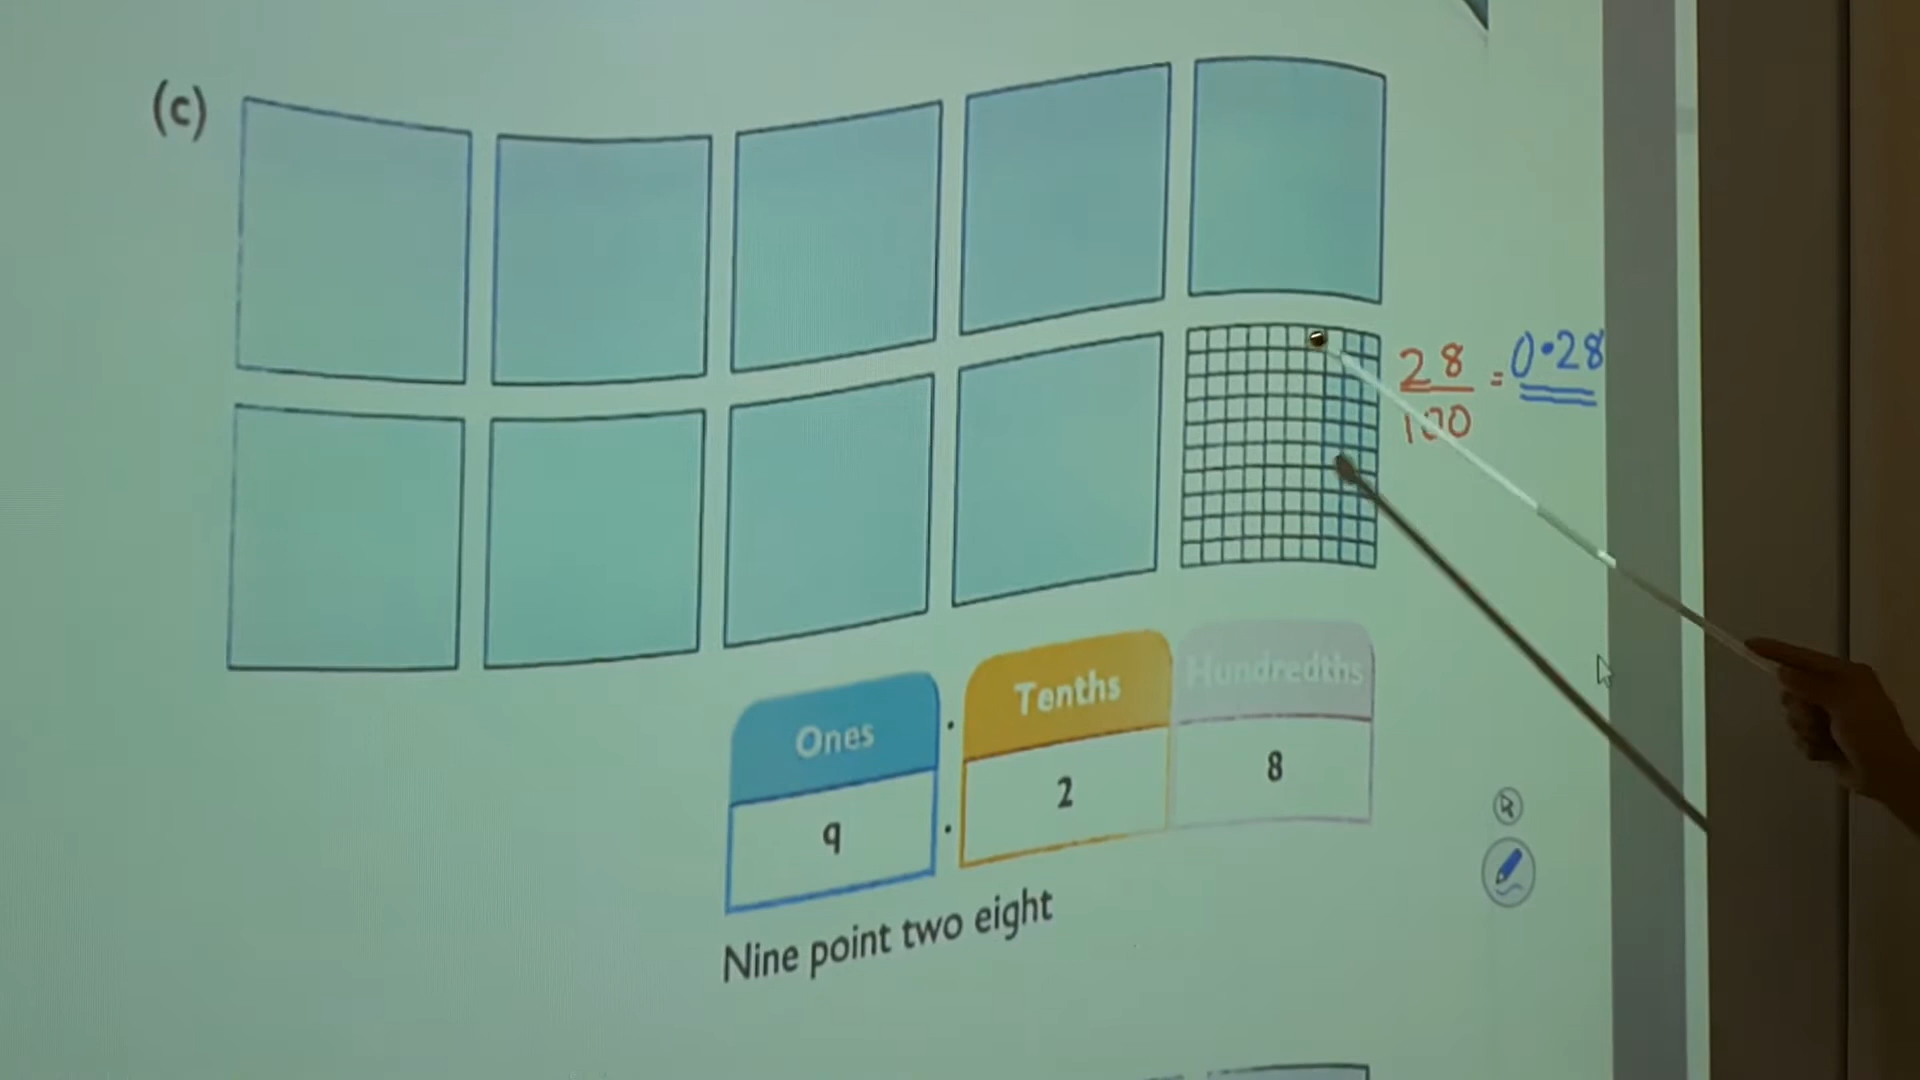 (c)
28/100 = 0.28
Ones . Tenths Hundredths
9 . 2 8
Nine point two eight